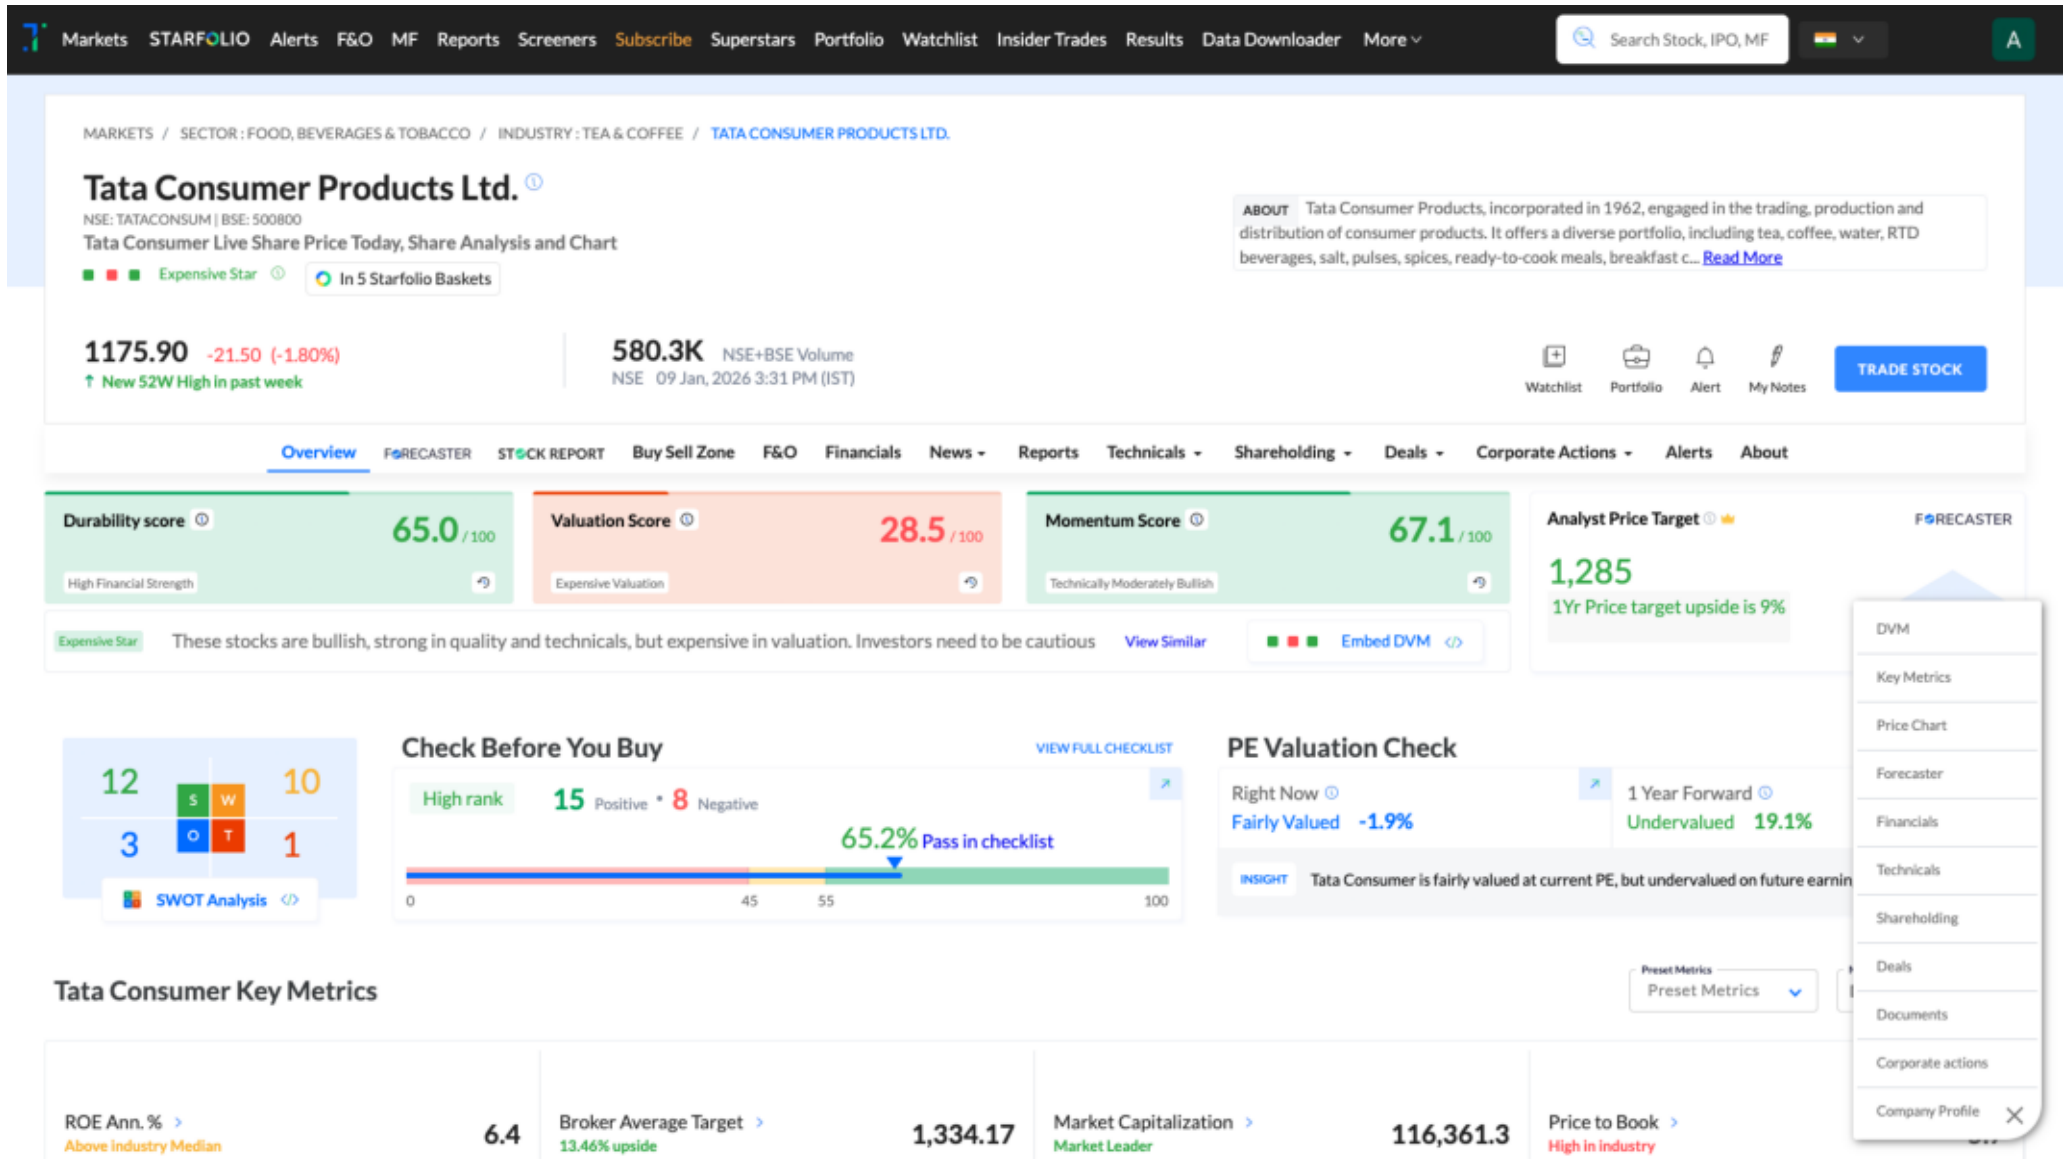 Markets STARFOLIO Alerts F&O MF Reports Screeners Subscribe Superstars Portfolio Watchlist Insider Trades Results Data Downloader More Search Stock, IPO, MF A
MARKETS / SECTOR : FOOD, BEVERAGES & TOBACCO / INDUSTRY : TEA & COFFEE / TATA CONSUMER PRODUCTS LTD.
Tata Consumer Products Ltd.
NSE: TATACONSUM | BSE: 500800
Tata Consumer Live Share Price Today, Share Analysis and Chart
Expensive Star In 5 Starfolio Baskets
ABOUT Tata Consumer Products, incorporated in 1962, engaged in the trading, production and
distribution of consumer products. It offers a diverse portfolio, including tea, coffee, water, RTD
beverages, salt, pulses, spices, ready-to-cook meals, breakfast c... Read More
1175.90 -21.50 (-1.80%)
New 52W High in past week
580.3K NSE+BSE Volume
NSE 09 Jan, 2026 3:31 PM (IST)
Watchlist Portfolio Alert My Notes TRADE STOCK
Overview FORECASTER STOCK REPORT Buy Sell Zone F&O Financials News Reports Technicals Shareholding Deals Corporate Actions Alerts About
Durability score 65.0 / 100
High Financial Strength
Valuation Score 28.5 / 100
Expensive Valuation
Momentum Score 67.1 / 100
Technically Moderately Bullish
Analyst Price Target FORECASTER
1,285
1Yr Price target upside is 9%
Expensive Star These stocks are bullish, strong in quality and technicals, but expensive in valuation. Investors need to be cautious View Similar Embed DVM </>
DVM
Key Metrics
Price Chart
Forecaster
Financials
Technicals
Shareholding
Deals
Documents
Corporate actions
Company Profile
12 S W 10
3 O T 1
SWOT Analysis </>
Check Before You Buy VIEW FULL CHECKLIST
High rank 15 Positive • 8 Negative
65.2% Pass in checklist
0 45 55 100
PE Valuation Check
Right Now 1 Year Forward
Fairly Valued -1.9% Undervalued 19.1%
INSIGHT Tata Consumer is fairly valued at current PE, but undervalued on future earnin
Tata Consumer Key Metrics
Preset Metrics
Preset Metrics
ROE Ann. % 6.4
Above industry Median
Broker Average Target 1,334.17
13.46% upside
Market Capitalization 116,361.3
Market Leader
Price to Book
High in industry